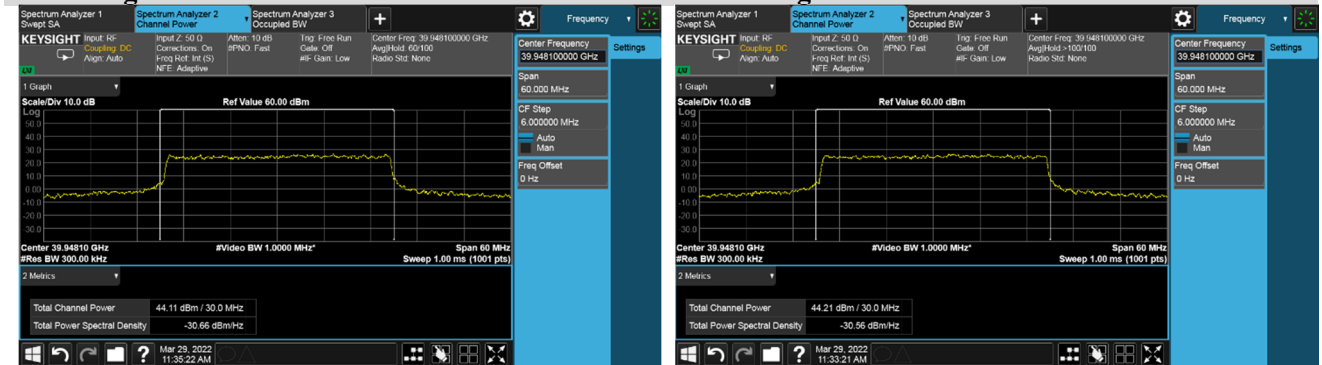 Spectrum Analyzer 1
Swept SA
Spectrum Analyzer 2
Channel Power
Spectrum Analyzer 3
Occupied BW
Frequency
KEYSIGHT
Input: RF
Coupling: DC
Align: Auto
Input Z: 50 Ω
Corrections: On
Freq Ref: Int (S)
NFE: Adaptive
Atten: 10 dB
#PNO: Fast
Trig: Free Run
Gate: Off
#IF Gain: Low
Center Freq: 39.948100000 GHz
Avg|Hold: 60/100
Radio Std: None
LXI
Center Frequency
39.948100000 GHz
Settings
Span
60.000 MHz
CF Step
6.000000 MHz
Auto
Man
Freq Offset
0 Hz
1 Graph
Scale/Div 10.0 dB
Ref Value 60.00 dBm
Log
50.0
40.0
30.0
20.0
10.0
0.00
-10.0
-20.0
-30.0
Center 39.94810 GHz
#Video BW 1.0000 MHz*
Span 60 MHz
#Res BW 300.00 kHz
Sweep 1.00 ms (1001 pts)
2 Metrics
Total Channel Power 44.11 dBm / 30.0 MHz
Total Power Spectral Density -30.66 dBm/Hz
?
Mar 29, 2022
11:35:22 AM
Spectrum Analyzer 1
Swept SA
Spectrum Analyzer 2
Channel Power
Spectrum Analyzer 3
Occupied BW
Frequency
KEYSIGHT
Input: RF
Coupling: DC
Align: Auto
Input Z: 50 Ω
Corrections: On
Freq Ref: Int (S)
NFE: Adaptive
Atten: 10 dB
#PNO: Fast
Trig: Free Run
Gate: Off
#IF Gain: Low
Center Freq: 39.948100000 GHz
Avg|Hold: >100/100
Radio Std: None
LXI
Center Frequency
39.948100000 GHz
Settings
Span
60.000 MHz
CF Step
6.000000 MHz
Auto
Man
Freq Offset
0 Hz
1 Graph
Scale/Div 10.0 dB
Ref Value 60.00 dBm
Log
50.0
40.0
30.0
20.0
10.0
0.00
-10.0
-20.0
-30.0
Center 39.94810 GHz
#Video BW 1.0000 MHz*
Span 60 MHz
#Res BW 300.00 kHz
Sweep 1.00 ms (1001 pts)
2 Metrics
Total Channel Power 44.21 dBm / 30.0 MHz
Total Power Spectral Density -30.56 dBm/Hz
?
Mar 29, 2022
11:33:21 AM